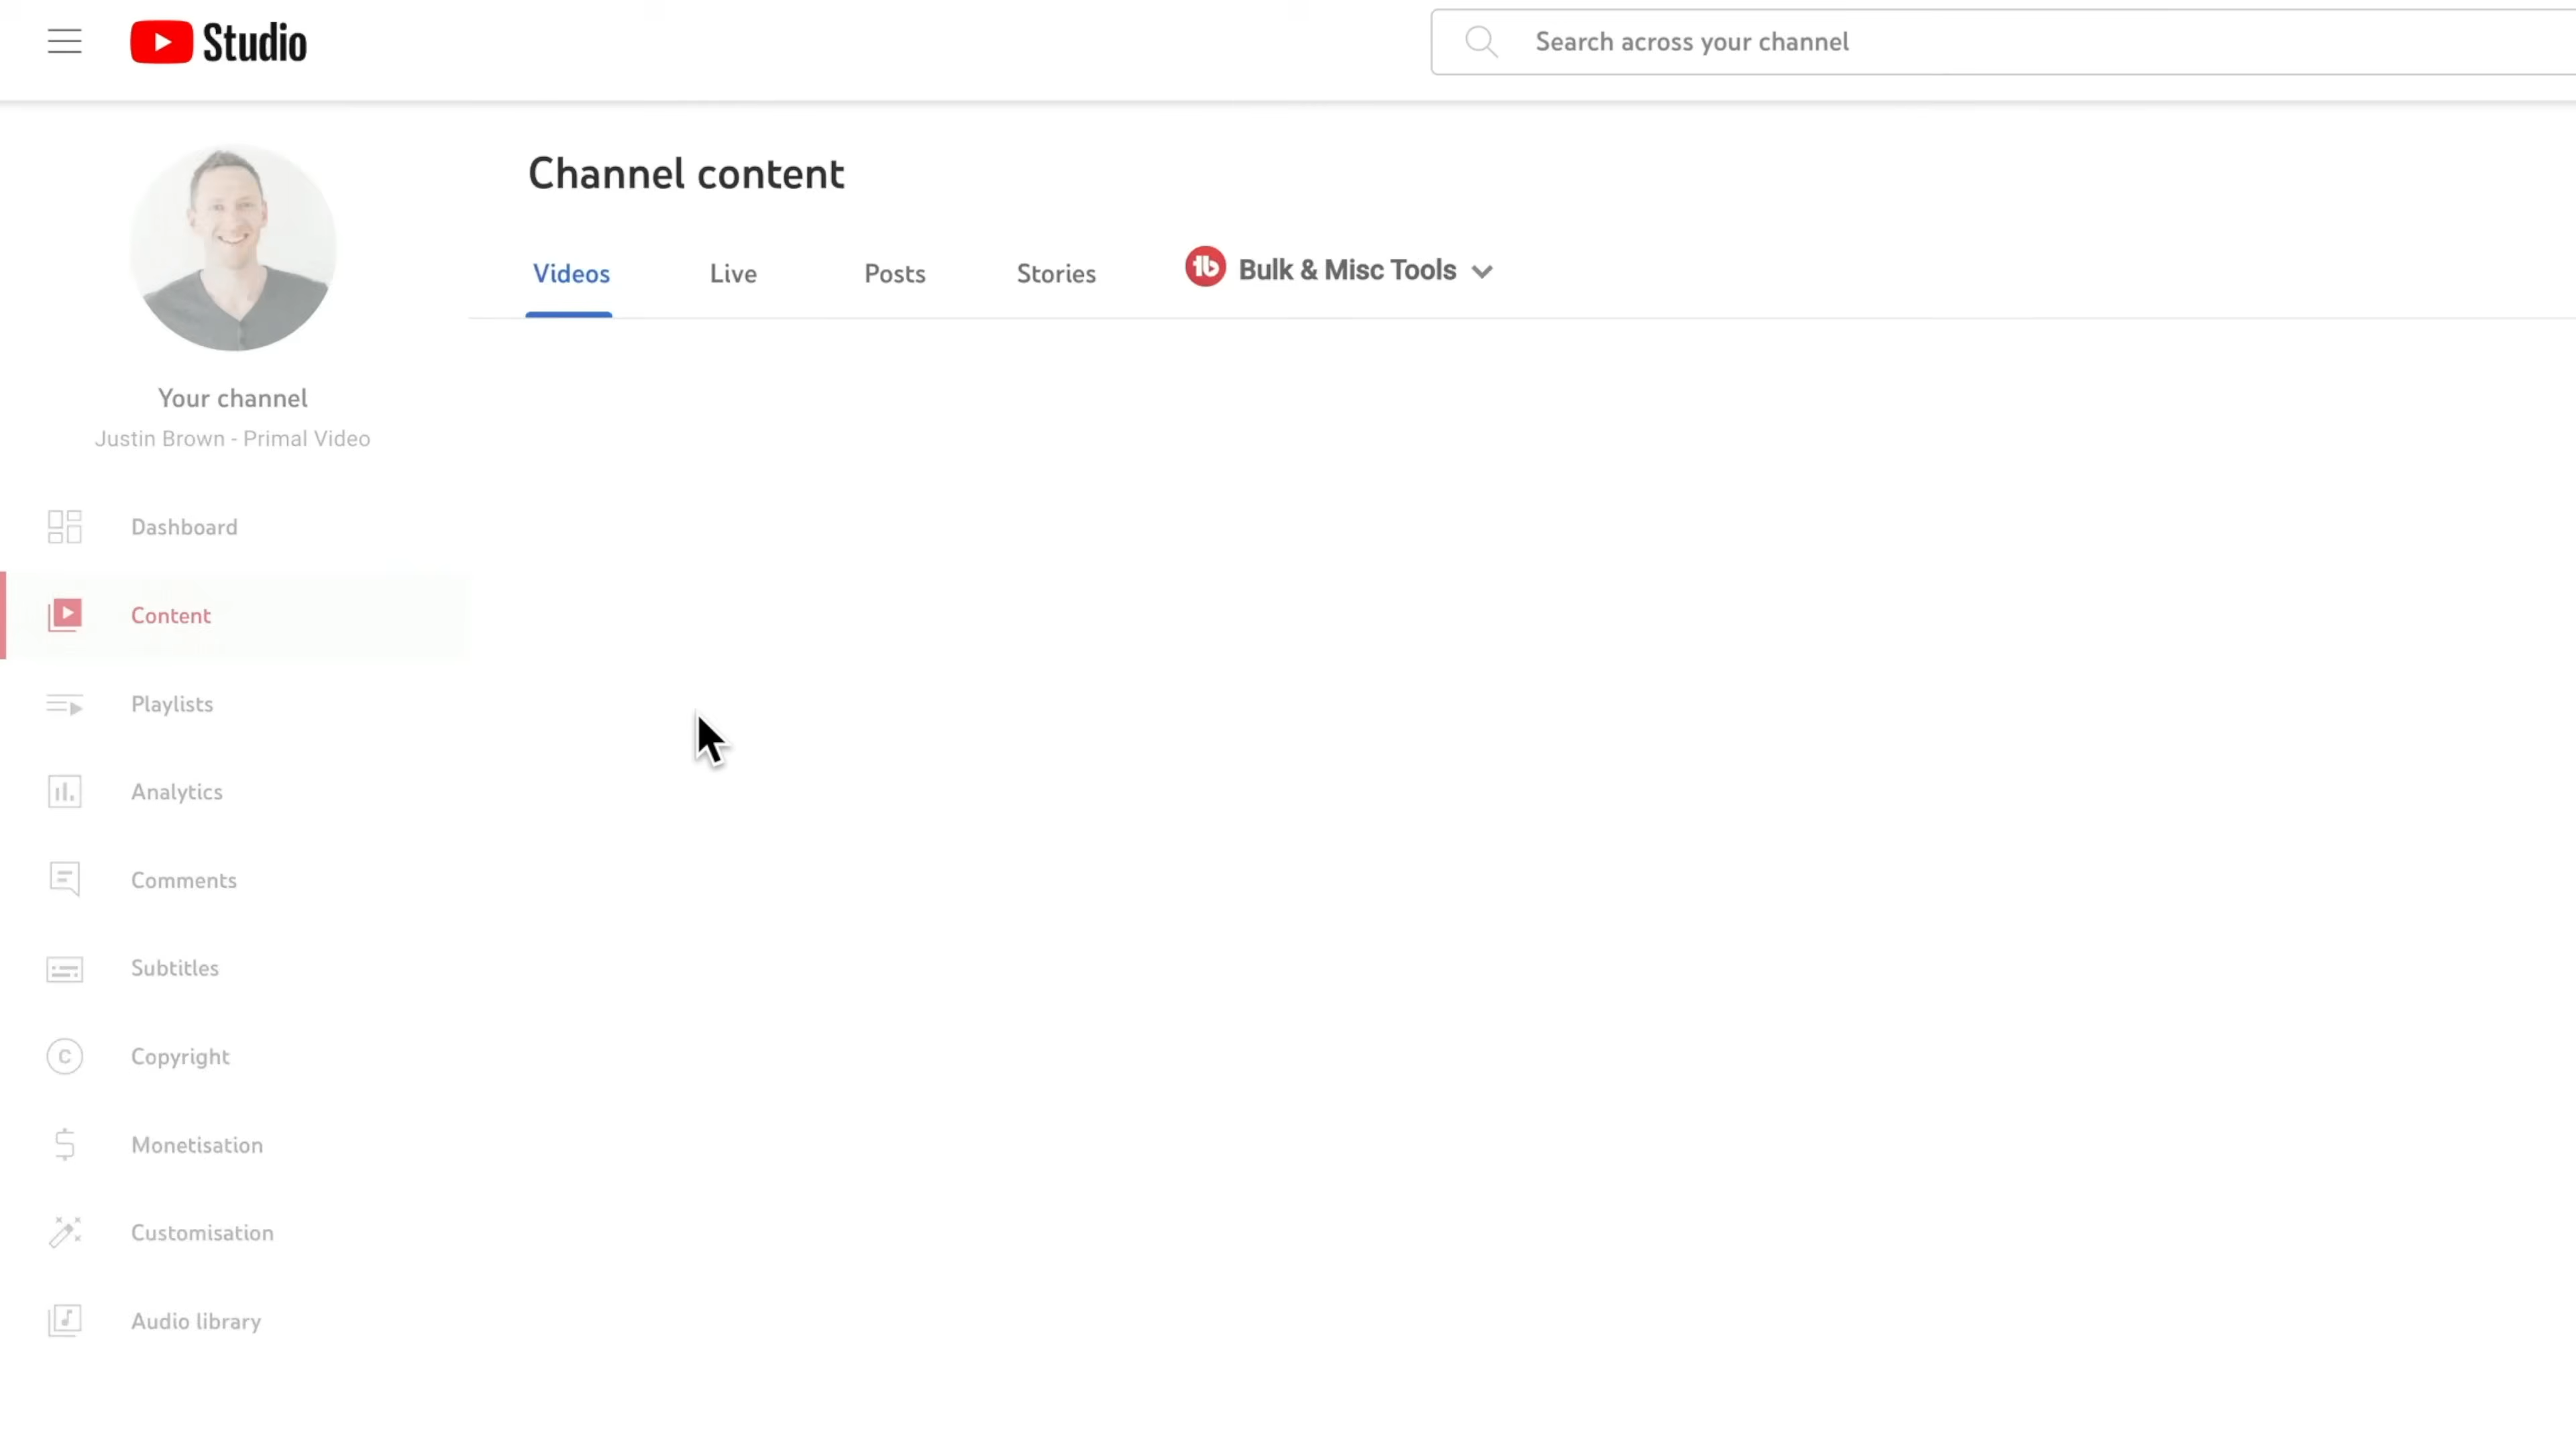 Studio
Search across your channel
Channel content
Videos
Live
Posts
Stories
tb
Bulk & Misc Tools
Your channel
Justin Brown - Primal Video
Dashboard
Content
Playlists
Analytics
Comments
Subtitles
C
Copyright
Monetisation
Customisation
Audio library